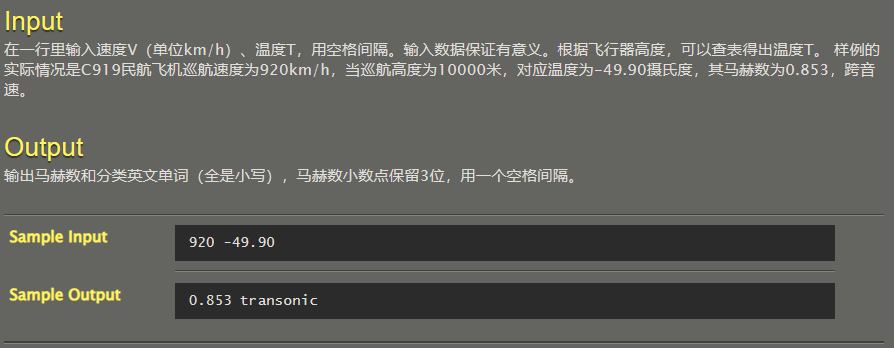 Input
在一行里输入速度V（单位km/h）、温度T，用空格间隔。输入数据保证有意义。根据飞行器高度，可以查表得出温度T。 样例的
实际情况是C919民航飞机巡航速度为920km/h，当巡航高度为10000米，对应温度为-49.90摄氏度，其马赫数为0.853，跨音
速。
Output
输出马赫数和分类英文单词（全是小写），马赫数小数点保留3位，用一个空格间隔。
Sample Input
920 -49.90
Sample Output
0.853 transonic